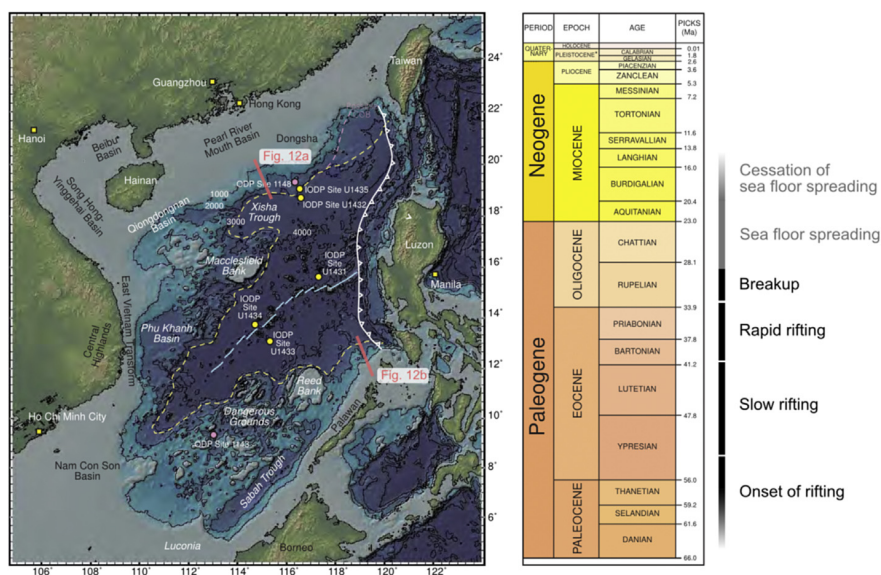 24˚
22˚
20˚
18˚
16˚
14˚
12˚
10˚
8˚
6˚
106˚
108˚
110˚
112˚
114˚
116˚
118˚
120˚
122˚
Taiwan
Guangzhou
Hong Kong
Hanoi
Pearl River
Mouth Basin
Dongsha
Beibu
Basin
Fig. 12a
Hainan
ODP Site 1148
IODP Site U1435
IODP Site U1432
Song Hong-
Yinggehai Basin
Qiongdongnan
Basin
1000
2000
3000
4000
Xisha
Trough
Luzon
Macclesfield
Bank
IODP Site
U1431
Manila
East Vietnam Transform
IODP
Site
U1434
Phu Khanh
Basin
IODP
Site
U1433
Central
Highlands
Fig. 12b
Reed
Bank
Ho Chi Minh City
Dangerous
Grounds
Palawan
ODP Site 1143
Nam Con Son
Basin
Sabah Trough
Luconia
Borneo
PERIOD
EPOCH
AGE
PICKS
(Ma)
QUATER-
NARY
HOLOCENE
PLEISTOCENE*
CALABRIAN
GELASIAN
0.01
1.8
2.6
Neogene
PLIOCENE
PIACENZIAN
3.6
ZANCLEAN
5.3
MIOCENE
MESSINIAN
7.2
TORTONIAN
11.6
SERRAVALLIAN
13.8
LANGHIAN
16.0
BURDIGALIAN
20.4
AQUITANIAN
23.0
Paleogene
OLIGOCENE
CHATTIAN
28.1
RUPELIAN
33.9
EOCENE
PRIABONIAN
37.8
BARTONIAN
41.2
LUTETIAN
47.8
YPRESIAN
56.0
PALEOCENE
THANETIAN
59.2
SELANDIAN
61.6
DANIAN
66.0
Cessation of
sea floor spreading
Sea floor spreading
Breakup
Rapid rifting
Slow rifting
Onset of rifting